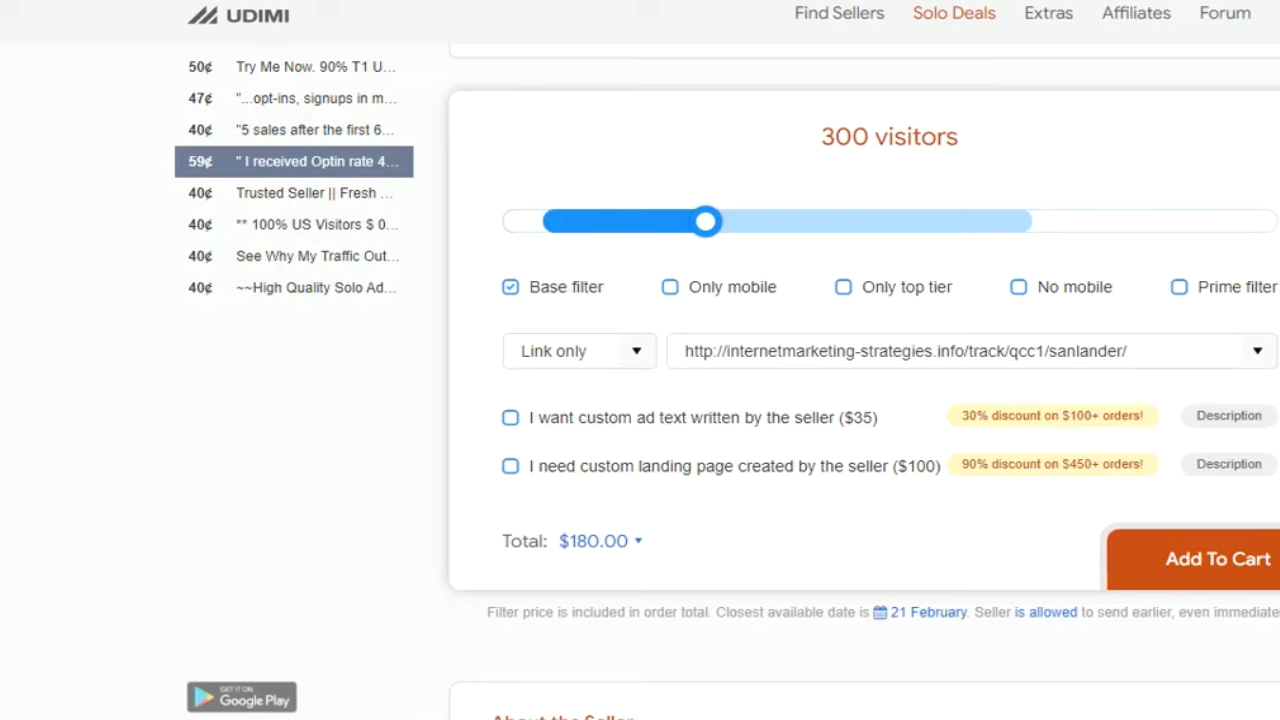 UDIMI
Find Sellers Solo Deals Extras Affiliates Forum
50¢ Try Me Now. 90% T1 U...
47¢ "...opt-ins, signups in m...
40¢ "5 sales after the first 6...
59¢ " I received Optin rate 4...
40¢ Trusted Seller || Fresh ...
40¢ ** 100% US Visitors $ 0...
40¢ See Why My Traffic Out...
40¢ ~~High Quality Solo Ad...
300 visitors
Base filter Only mobile Only top tier No mobile Prime filter
Link only http://internetmarketing-strategies.info/track/qcc1/sanlander/
I want custom ad text written by the seller ($35) 30% discount on $100+ orders! Description
I need custom landing page created by the seller ($100) 90% discount on $450+ orders! Description
Total: $180.00
Add To Cart
Filter price is included in order total. Closest available date is 21 February. Seller is allowed to send earlier, even immediate
GET IT ON
Google Play
About the Seller